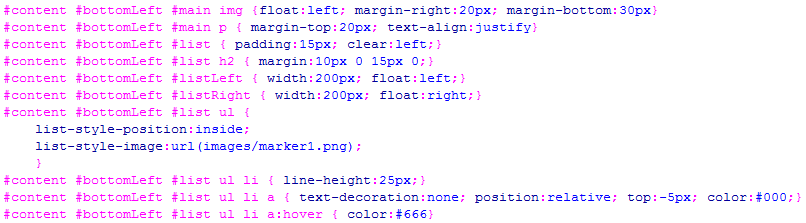 #content #bottomLeft #main img {float:left; margin-right:20px; margin-bottom:30px}
#content #bottomLeft #main p { margin-top:20px; text-align:justify}
#content #bottomLeft #list { padding:15px; clear:left;}
#content #bottomLeft #list h2 { margin:10px 0 15px 0;}
#content #bottomLeft #listLeft { width:200px; float:left;}
#content #bottomLeft #listRight { width:200px; float:right;}
#content #bottomLeft #list ul {
    list-style-position:inside;
    list-style-image:url(images/marker1.png);
    }
#content #bottomLeft #list ul li { line-height:25px;}
#content #bottomLeft #list ul li a { text-decoration:none; position:relative; top:-5px; color:#000;}
#content #bottomLeft #list ul li a:hover { color:#666}